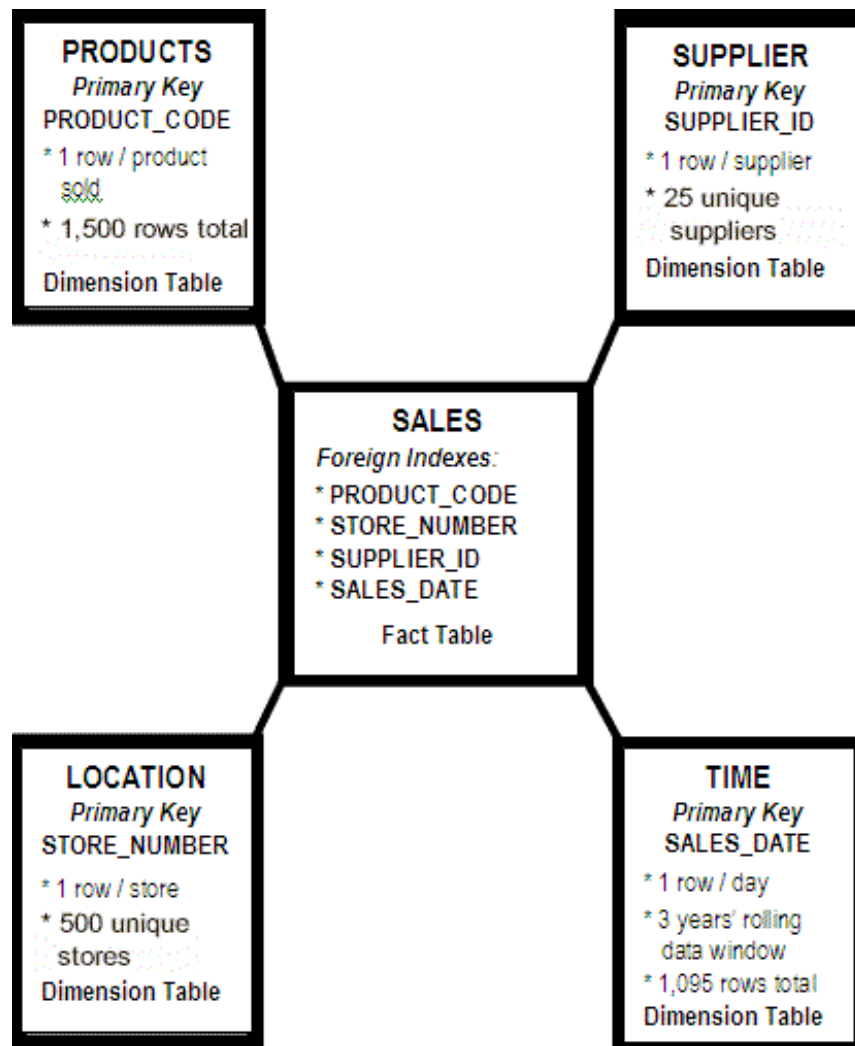 PRODUCTS
Primary Key
PRODUCT_CODE
* 1 row / product
sold
* 1,500 rows total
Dimension Table
SUPPLIER
Primary Key
SUPPLIER_ID
* 1 row / supplier
* 25 unique
suppliers
Dimension Table
SALES
Foreign Indexes:
* PRODUCT_CODE
* STORE_NUMBER
* SUPPLIER_ID
* SALES_DATE
Fact Table
LOCATION
Primary Key
STORE_NUMBER
* 1 row / store
* 500 unique
stores
Dimension Table
TIME
Primary Key
SALES_DATE
* 1 row / day
* 3 years' rolling
data window
* 1,095 rows total
Dimension Table